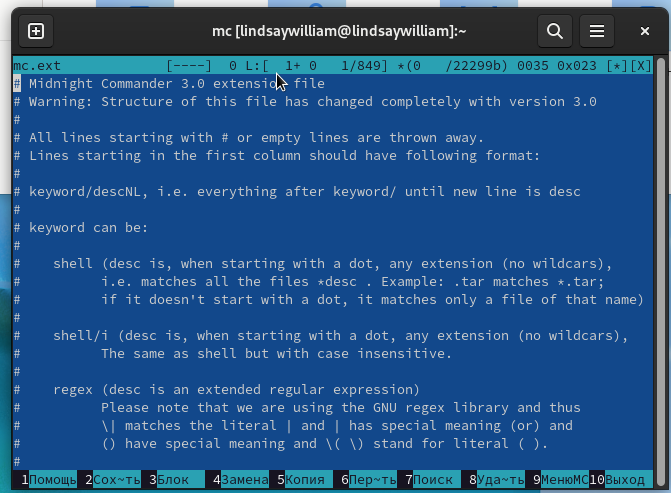 mc [lindsaywilliam@lindsaywilliam]:~
mc.ext [----] 0 L:[ 1+ 0 1/849] *(0 /22299b) 0035 0x023 [*][X]
# Midnight Commander 3.0 extension file
# Warning: Structure of this file has changed completely with version 3.0
#
# All lines starting with # or empty lines are thrown away.
# Lines starting in the first column should have following format:
#
# keyword/descNL, i.e. everything after keyword/ until new line is desc
#
# keyword can be:
#
# shell (desc is, when starting with a dot, any extension (no wildcars),
# i.e. matches all the files *desc . Example: .tar matches *.tar;
# if it doesn't start with a dot, it matches only a file of that name)
#
# shell/i (desc is, when starting with a dot, any extension (no wildcars),
# The same as shell but with case insensitive.
#
# regex (desc is an extended regular expression)
# Please note that we are using the GNU regex library and thus
# \| matches the literal | and | has special meaning (or) and
# () have special meaning and \( \) stand for literal ( ).
#
1Помощь 2Сох~ть 3Блок 4Замена 5Копия 6Пер~ть 7Поиск 8Уда~ть 9МенюMC 10Выход